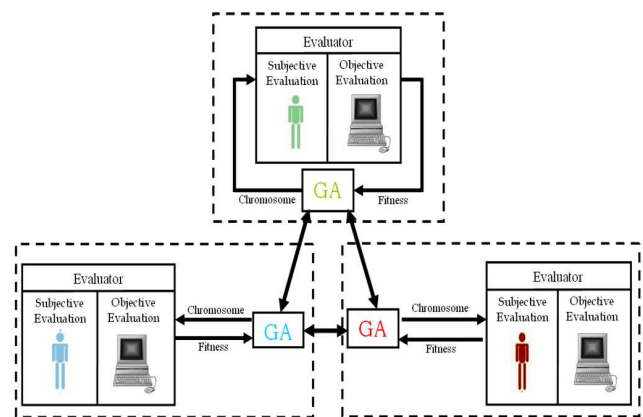 Evaluator
Subjective Objective
Evaluation Evaluation
GA
Chromosome Fitness
Evaluator
Subjective Objective
Evaluation Evaluation
Chromosome
Fitness
GA
GA
Chromosome
Fitness
Evaluator
Subjective Objective
Evaluation Evaluation